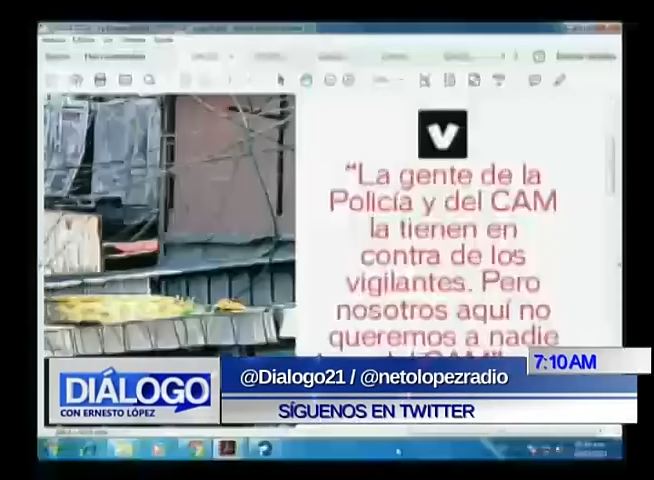 V
“La gente de la
Policía y del CAM
la tienen en
contra de los
vigilantes. Pero
nosotros aquí no
queremos a nadie
7:10AM
@Dialogo21 / @netolopezradio
DIÁLOGO
CON ERNESTO LÓPEZ
SÍGUENOS EN TWITTER